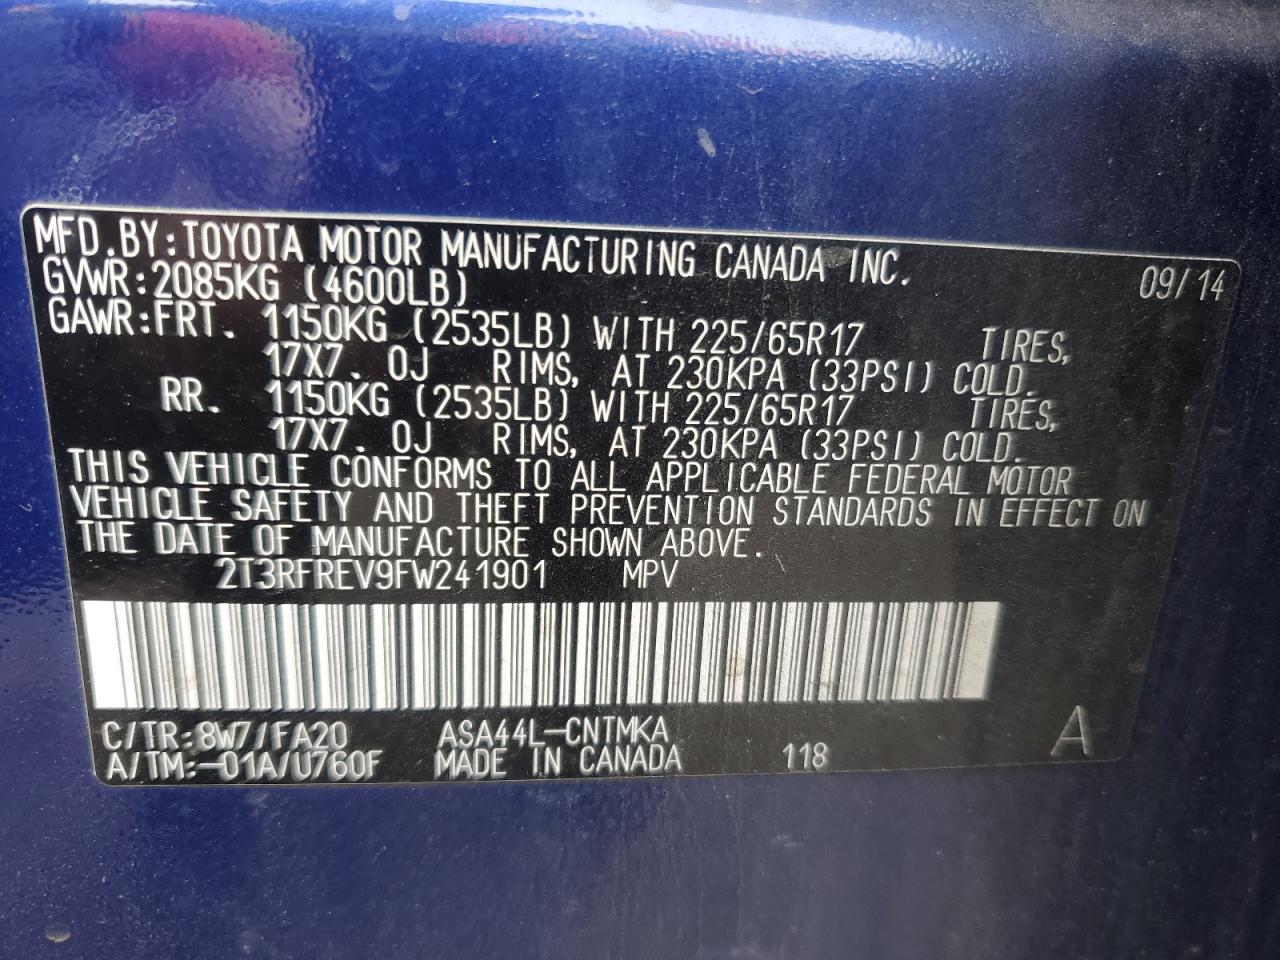 MFD.BY:TOYOTA MOTOR MANUFACTURING CANADA INC. 09/14
GVWR:2085KG (4600LB)
GAWR:FRT. 1150KG (2535LB) WITH 225/65R17 TIRES,
17X7.0J RIMS, AT 230KPA (33PSI) COLD.
RR. 1150KG (2535LB) WITH 225/65R17 TIRES,
17X7.0J RIMS, AT 230KPA (33PSI) COLD.
THIS VEHICLE CONFORMS TO ALL APPLICABLE FEDERAL MOTOR
VEHICLE SAFETY AND THEFT PREVENTION STANDARDS IN EFFECT ON
THE DATE OF MANUFACTURE SHOWN ABOVE.
2T3RFREV9FW241901 MPV
C/TR:8W7/FA20 ASA44L-CNTMKA A
A/TM:-01A/U760F MADE IN CANADA 118